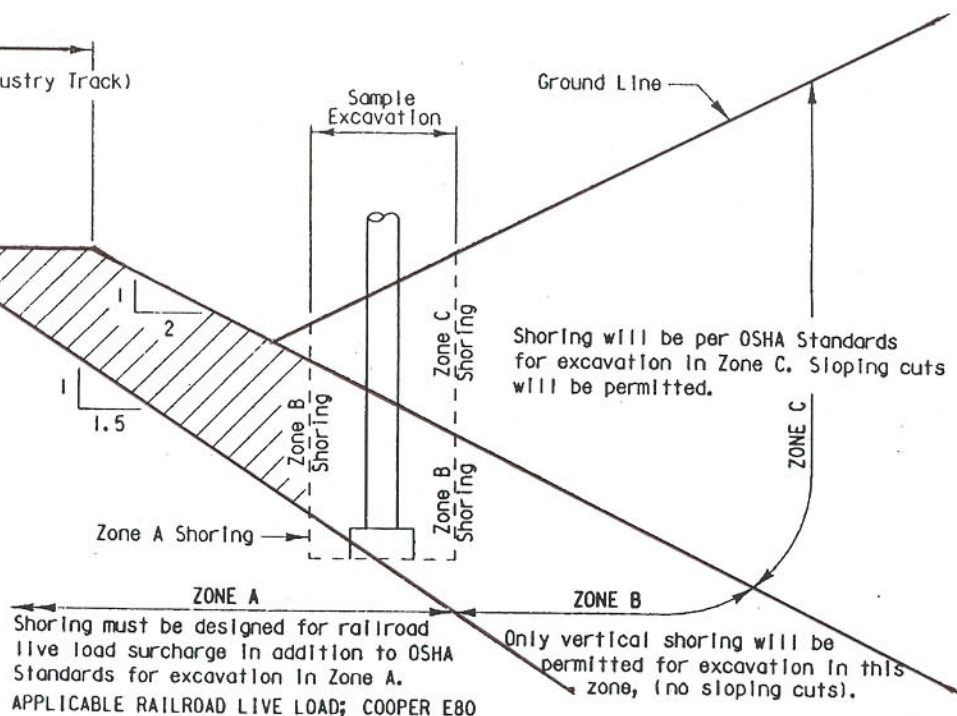 ustry Track)
Sample
Excavation
Ground Line
1
2
1
1.5
Zone B
Shoring
Zone C
Shoring
Zone B
Shoring
Shoring will be per OSHA Standards
for excavation in Zone C. Sloping cuts
will be permitted.
ZONE C
Zone A Shoring
ZONE A
ZONE B
Shoring must be designed for railroad
live load surcharge in addition to OSHA
Standards for excavation in Zone A.
APPLICABLE RAILROAD LIVE LOAD; COOPER E80
Only vertical shoring will be
permitted for excavation in this
zone, (no sloping cuts).